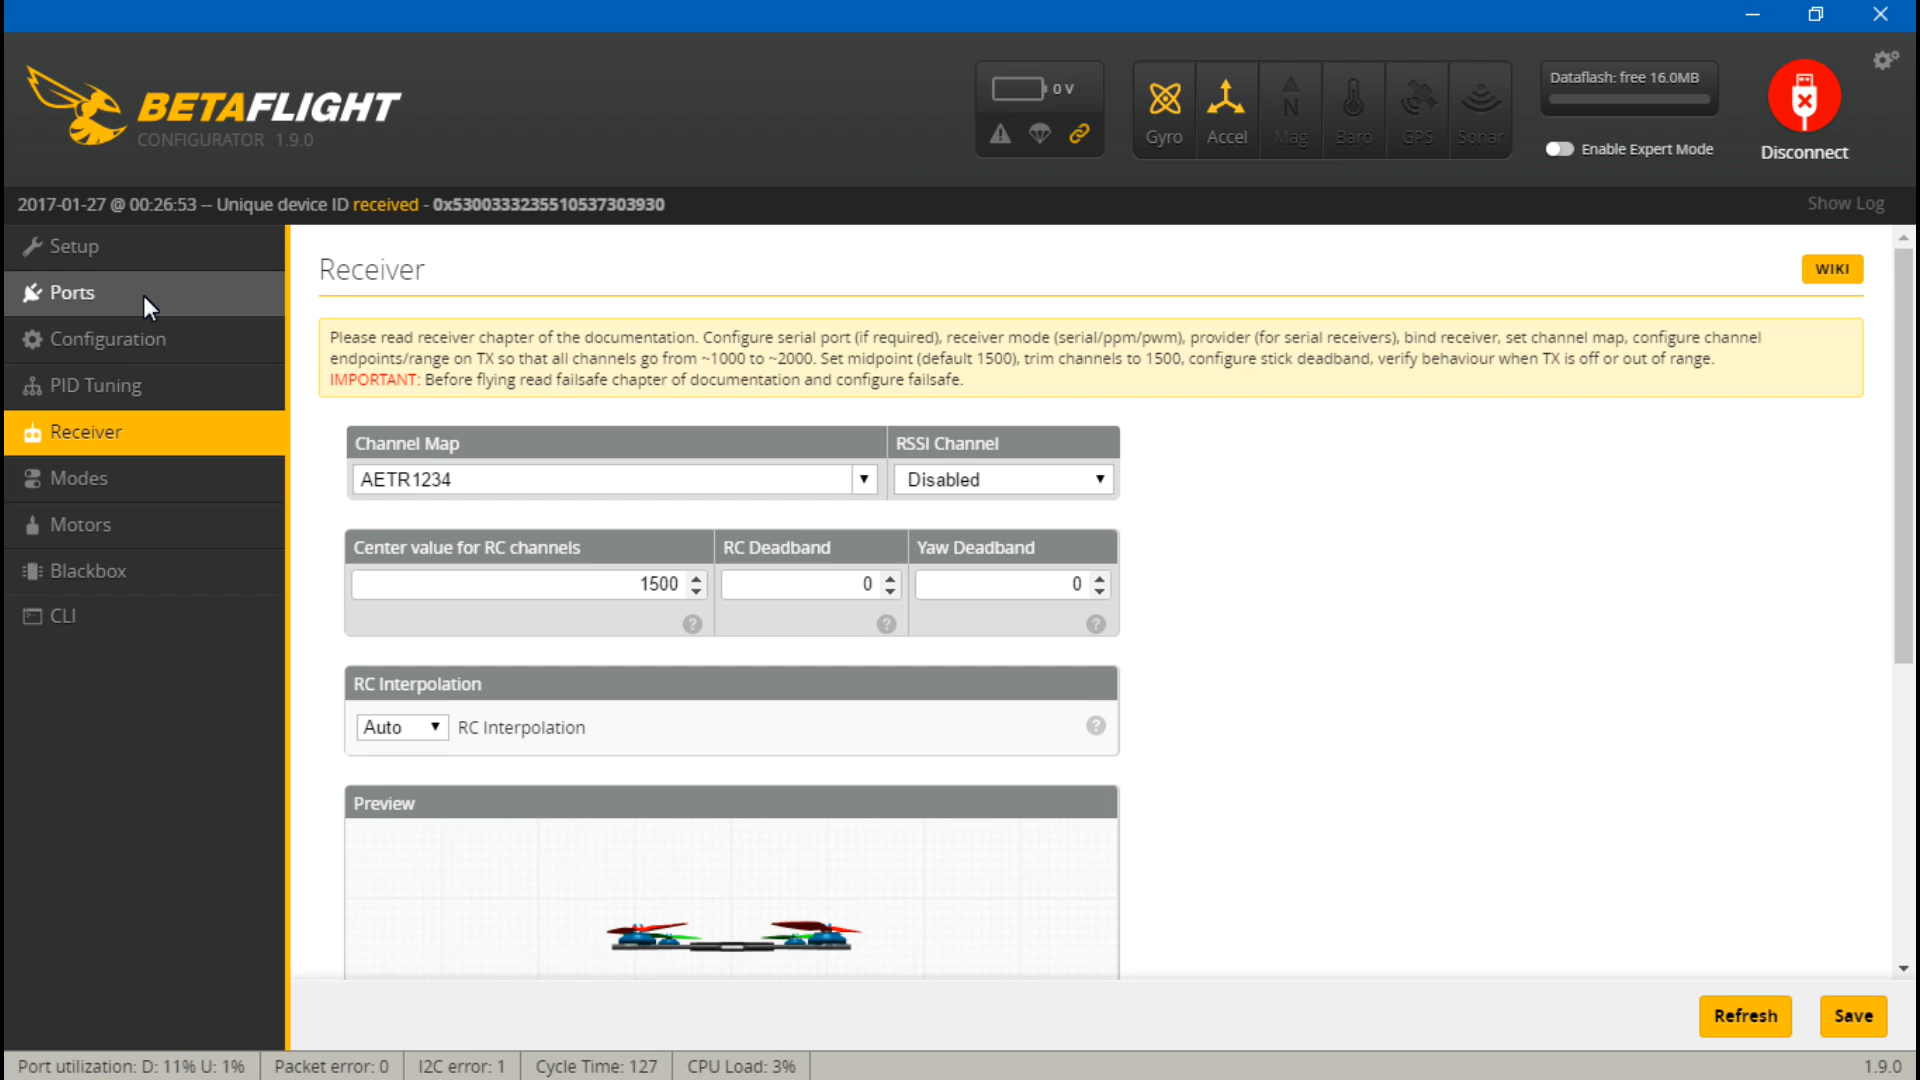 BETAFLIGHT
CONFIGURATOR 1.9.0
0 V
Gyro
Accel
Mag
Baro
GPS
Sonar
Dataflash: free 16.0MB
Enable Expert Mode
Disconnect
2017-01-27 @ 00:26:53 -- Unique device ID received - 0x5300333235510537303930
Show Log
Setup
Ports
Configuration
PID Tuning
Receiver
Modes
Motors
Blackbox
CLI
Receiver
WIKI
Please read receiver chapter of the documentation. Configure serial port (if required), receiver mode (serial/ppm/pwm), provider (for serial receivers), bind receiver, set channel map, configure channel
endpoints/range on TX so that all channels go from ~1000 to ~2000. Set midpoint (default 1500), trim channels to 1500, configure stick deadband, verify behaviour when TX is off or out of range.
IMPORTANT: Before flying read failsafe chapter of documentation and configure failsafe.
Channel Map
RSSI Channel
AETR1234
Disabled
Center value for RC channels
RC Deadband
Yaw Deadband
1500
0
0
RC Interpolation
Auto
RC Interpolation
Preview
Refresh
Save
Port utilization: D: 11% U: 1%
Packet error: 0
I2C error: 1
Cycle Time: 127
CPU Load: 3%
1.9.0